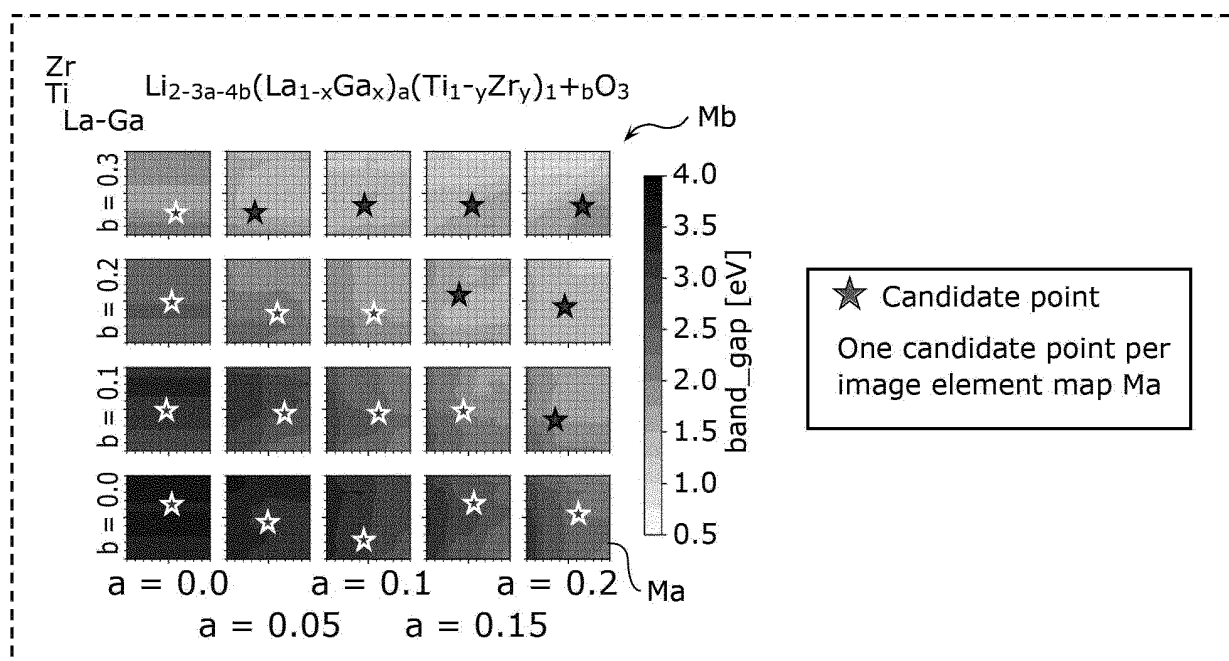 Zr
Ti
La-Ga
Li₂₋₃ₐ₋₄b(La₁₋ₓGaₓ)ₐ(Ti₁-yZry)₁+bO₃
Mb
b = 0.3
b = 0.2
b = 0.1
b = 0.0
4.0
3.5
3.0
2.5
2.0
1.5
1.0
0.5
band_gap [eV]
Candidate point
One candidate point per
image element map Ma
Ma
a = 0.0
a = 0.1
a = 0.2
a = 0.05
a = 0.15